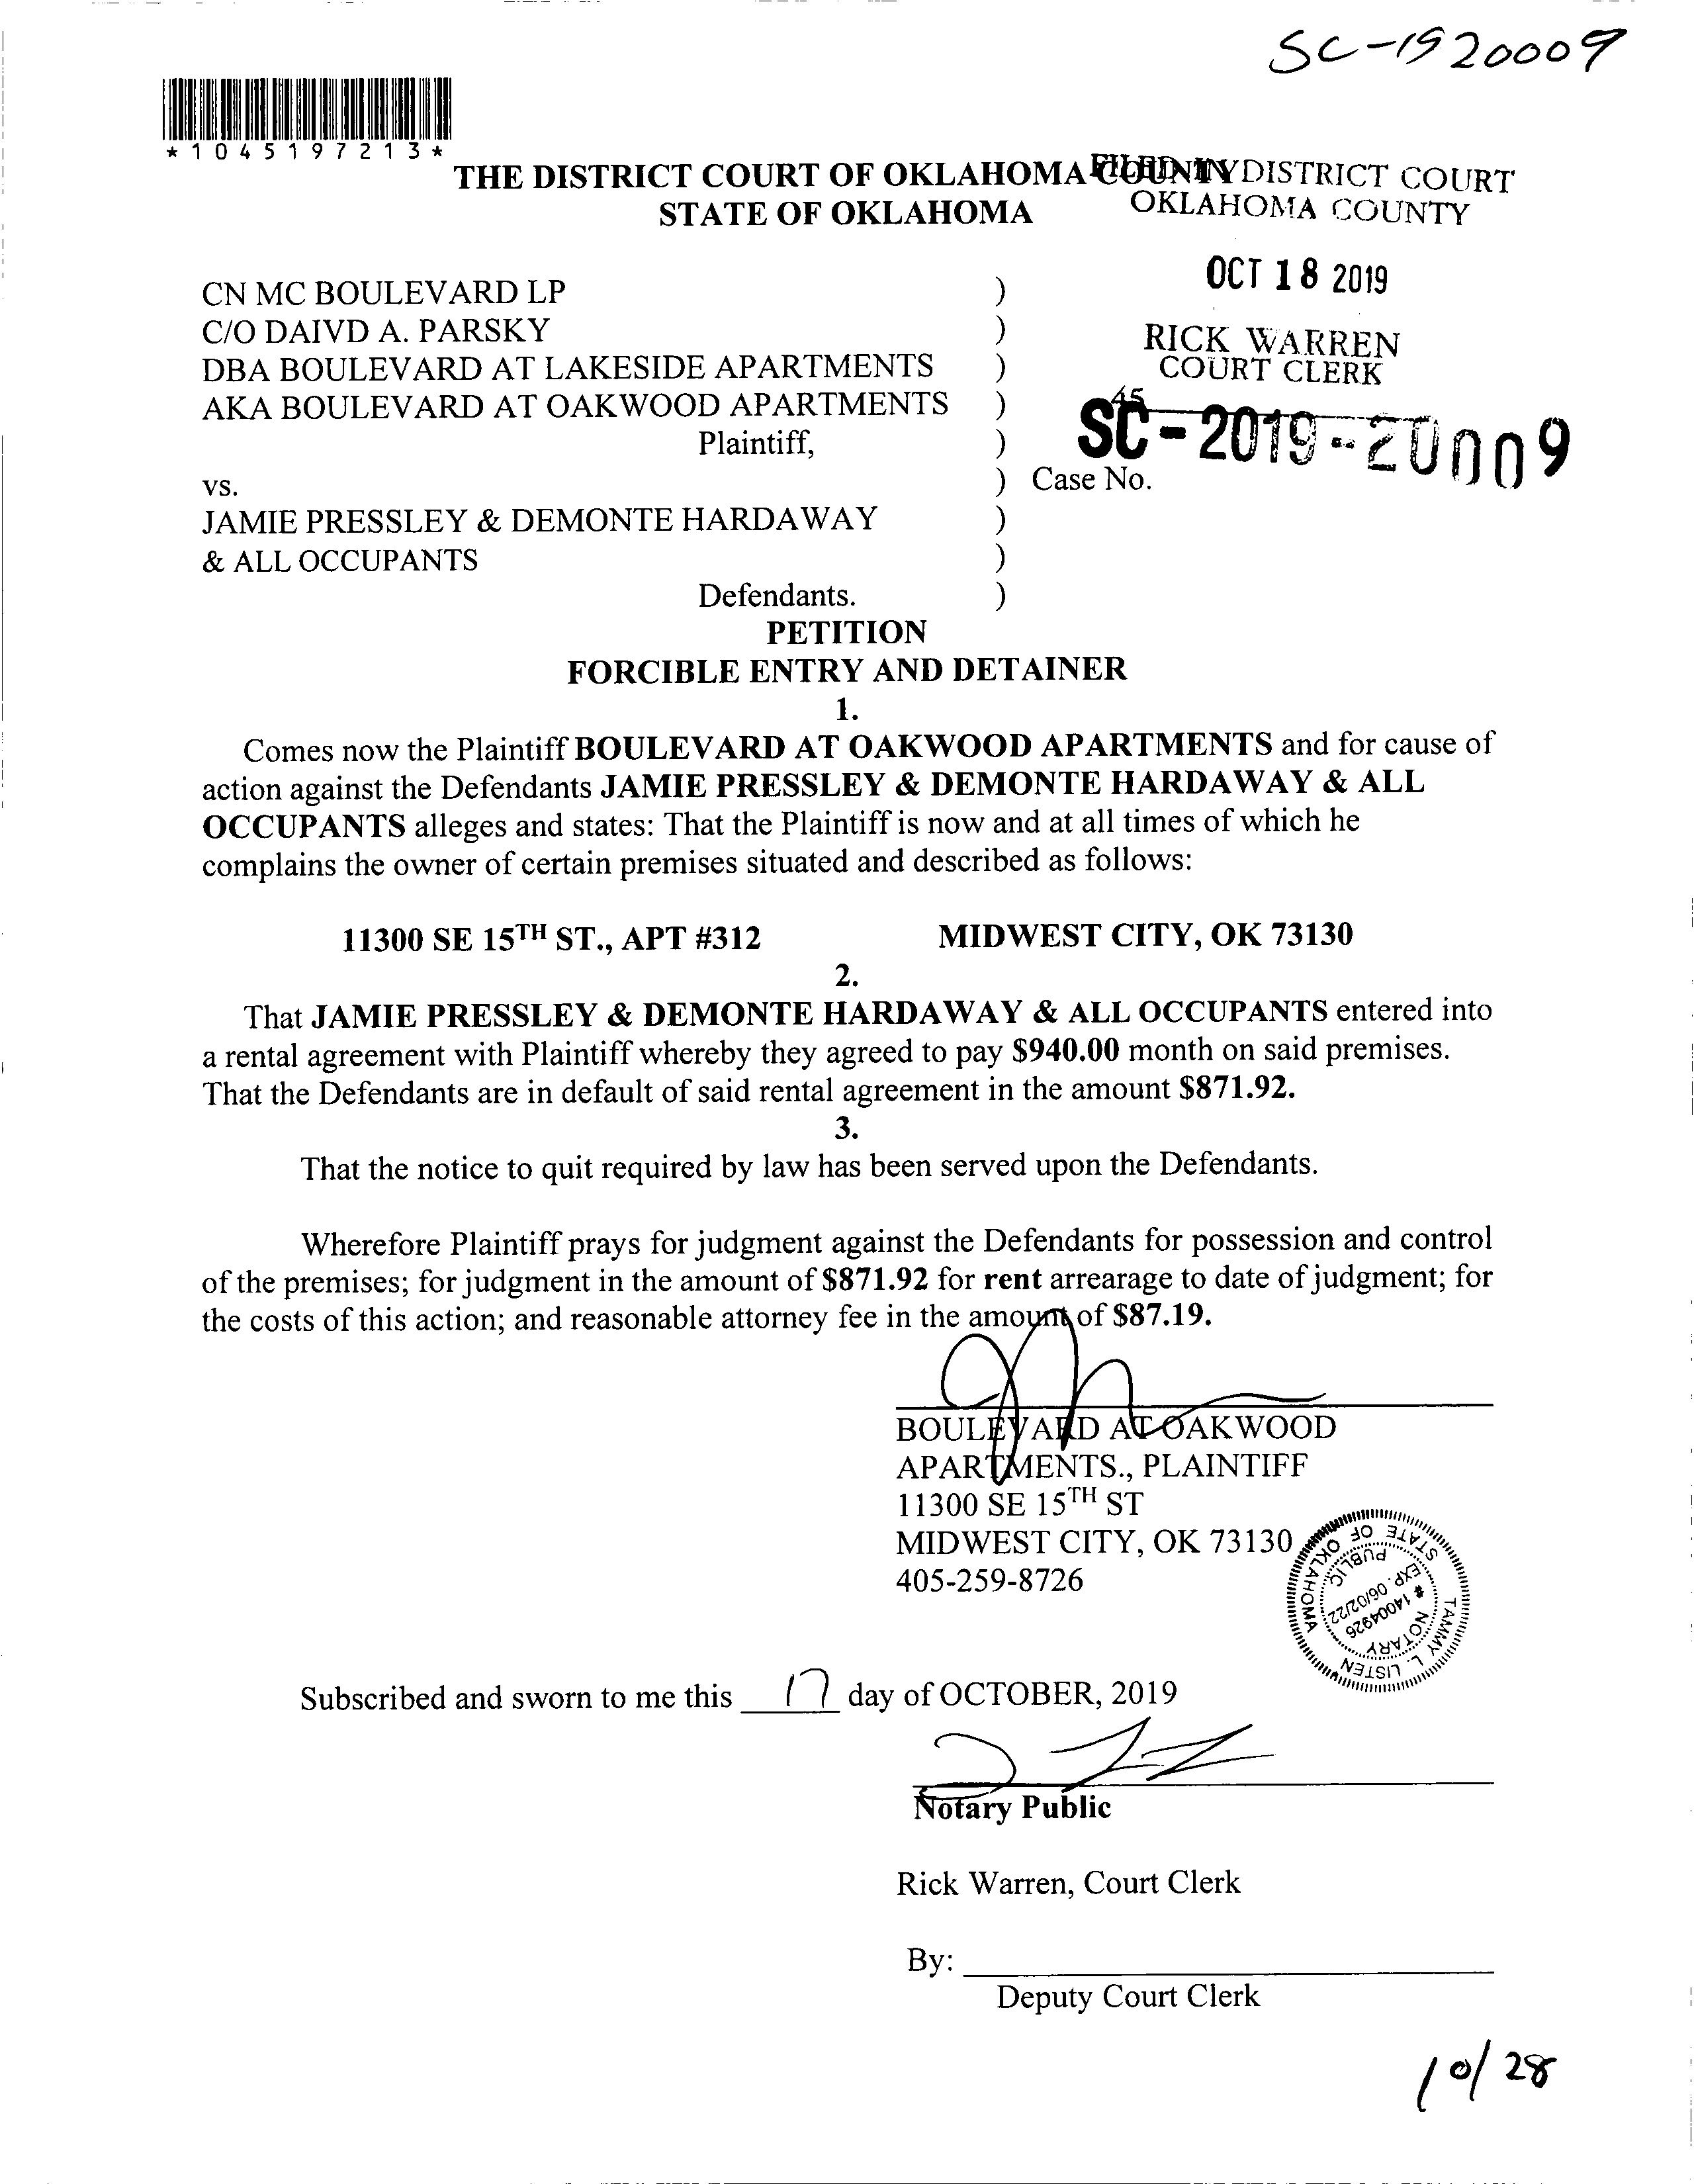 SC-1920009
*1045197213*
THE DISTRICT COURT OF OKLAHOMA COUNTY
STATE OF OKLAHOMA
FILED IN DISTRICT COURT
OKLAHOMA COUNTY
OCT 18 2019
RICK WARREN
COURT CLERK
45
SC-2019-20009
CN MC BOULEVARD LP )
C/O DAIVD A. PARSKY )
DBA BOULEVARD AT LAKESIDE APARTMENTS )
AKA BOULEVARD AT OAKWOOD APARTMENTS )
Plaintiff, )
vs. ) Case No.
JAMIE PRESSLEY & DEMONTE HARDAWAY )
& ALL OCCUPANTS )
Defendants. )
PETITION
FORCIBLE ENTRY AND DETAINER
1.
Comes now the Plaintiff BOULEVARD AT OAKWOOD APARTMENTS and for cause of
action against the Defendants JAMIE PRESSLEY & DEMONTE HARDAWAY & ALL
OCCUPANTS alleges and states: That the Plaintiff is now and at all times of which he
complains the owner of certain premises situated and described as follows:
11300 SE 15TH ST., APT #312 MIDWEST CITY, OK 73130
2.
That JAMIE PRESSLEY & DEMONTE HARDAWAY & ALL OCCUPANTS entered into
a rental agreement with Plaintiff whereby they agreed to pay $940.00 month on said premises.
That the Defendants are in default of said rental agreement in the amount $871.92.
3.
That the notice to quit required by law has been served upon the Defendants.
Wherefore Plaintiff prays for judgment against the Defendants for possession and control
of the premises; for judgment in the amount of $871.92 for rent arrearage to date of judgment; for
the costs of this action; and reasonable attorney fee in the amount of $87.19.
BOULEVARD AT OAKWOOD
APARTMENTS., PLAINTIFF
11300 SE 15TH ST
MIDWEST CITY, OK 73130
405-259-8726
TAMMY L. LISTEN
STATE OF OKLAHOMA
NOTARY
# 14004926
EXP. 06/02/22
PUBLIC
Subscribed and sworn to me this 17 day of OCTOBER, 2019
Notary Public
Rick Warren, Court Clerk
By:
Deputy Court Clerk
10/28